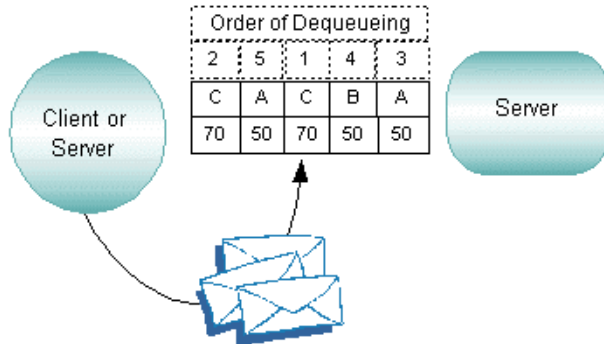 Order of Dequeueing
2 5 1 4 3
C A C B A
70 50 70 50 50
Client or
Server
Server